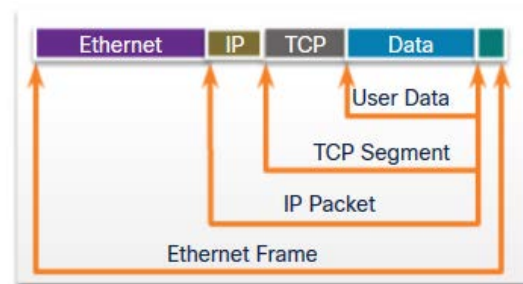 Ethernet IP TCP Data
User Data
TCP Segment
IP Packet
Ethernet Frame